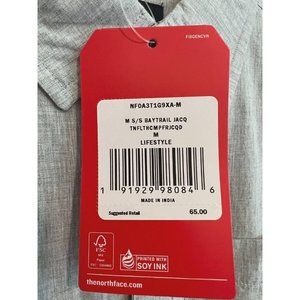 FIBDENCVR
NF0A3T1G9XA-M
M S/S BAYTRAIL JACQ
TNFLTHCMPFRJCQD
M
LIFESTYLE
1 91929 98084 6
MADE IN INDIA
Suggested Retail 65.00
FSC
PRINTED WITH
SOY INK
thenorthface.com